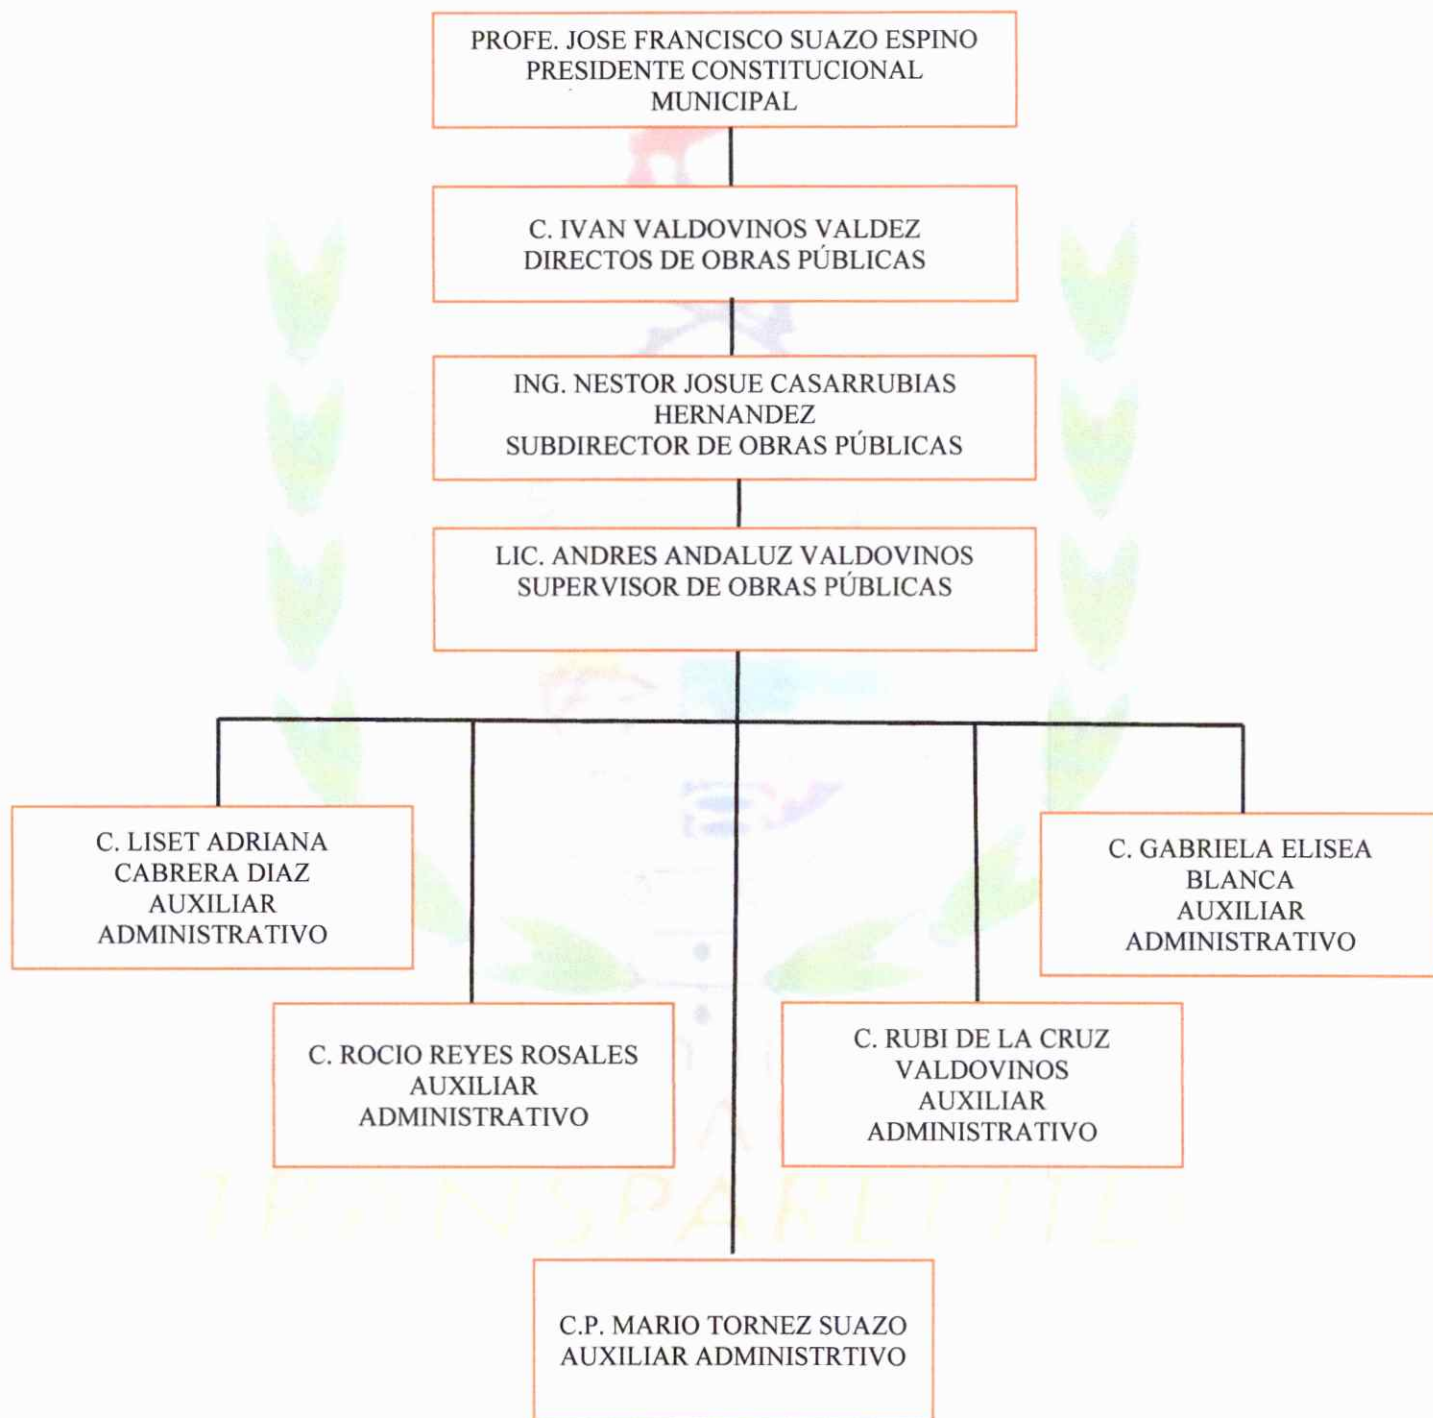 PROFE. JOSE FRANCISCO SUAZO ESPINO
PRESIDENTE CONSTITUCIONAL
MUNICIPAL
C. IVAN VALDOVINOS VALDEZ
DIRECTOS DE OBRAS PÚBLICAS
ING. NESTOR JOSUE CASARRUBIAS
HERNANDEZ
SUBDIRECTOR DE OBRAS PÚBLICAS
LIC. ANDRES ANDALUZ VALDOVINOS
SUPERVISOR DE OBRAS PÚBLICAS
C. LISET ADRIANA
CABRERA DIAZ
AUXILIAR
ADMINISTRATIVO
C. GABRIELA ELISEA
BLANCA
AUXILIAR
ADMINISTRATIVO
C. ROCIO REYES ROSALES
AUXILIAR
ADMINISTRATIVO
C. RUBI DE LA CRUZ
VALDOVINOS
AUXILIAR
ADMINISTRATIVO
C.P. MARIO TORNEZ SUAZO
AUXILIAR ADMINISTRTIVO